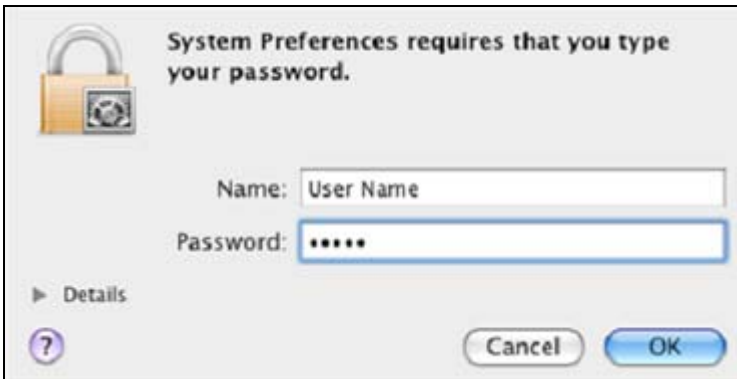 System Preferences requires that you type
your password.
Name: User Name
Password: •••••
Details
?
Cancel OK